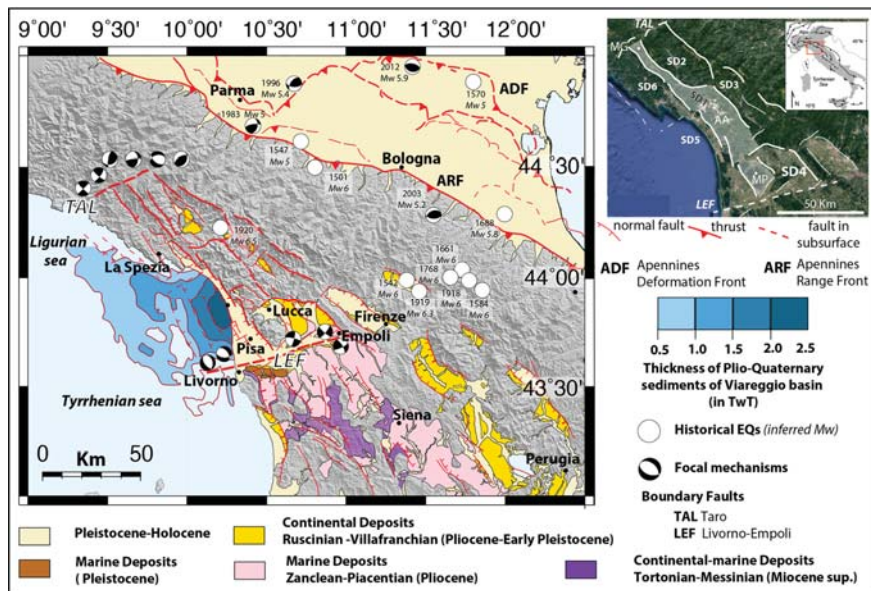 9°00' 9°30' 10°00' 10°30' 11°00' 11°30' 12°00'
2012
Mw 5.9
1996
Mw 5.4
Parma
1570
Mw 5
ADF
1983 Mw 5
1547
Mw 5
Bologna
44°30'
1501
Mw 6
2003
Mw 5.2
ARF
TAL
1688
Mw 5.8
1920
Mw 6.5
Ligurian
sea
La Spezia
1661
Mw 6
1542
Mw 6
1768
Mw 6
1919
Mw 6.3
1918
Mw 6
1584
Mw 6
44°00'
Lucca
Firenze
Pisa
Empoli
LEF
Livorno
43°30'
Tyrrhenian sea
Siena
0 50
Km
Perugia
TAL
MG
SD2
SD6
SD3
AA
SD5
MP
SD4
LEF
50 Km
N
Tyrrhenian
Sea
normal fault
thrust
fault in
subsurface
ADF Apennines
Deformation Front
ARF Apennines
Range Front
0.5 1.0 1.5 2.0 2.5
Thickness of Plio-Quaternary
sediments of Viareggio basin
(in TwT)
Historical EQs (inferred Mw)
Focal mechanisms
Boundary Faults
TAL Taro
LEF Livorno-Empoli
Pleistocene-Holocene
Continental Deposits
Ruscinian -Villafranchian (Pliocene-Early Pleistocene)
Marine Deposits
( Pleistocene)
Marine Deposits
Zanclean-Piacentian (Pliocene)
Continental-marine Deposits
Tortonian-Messinian (Miocene sup.)